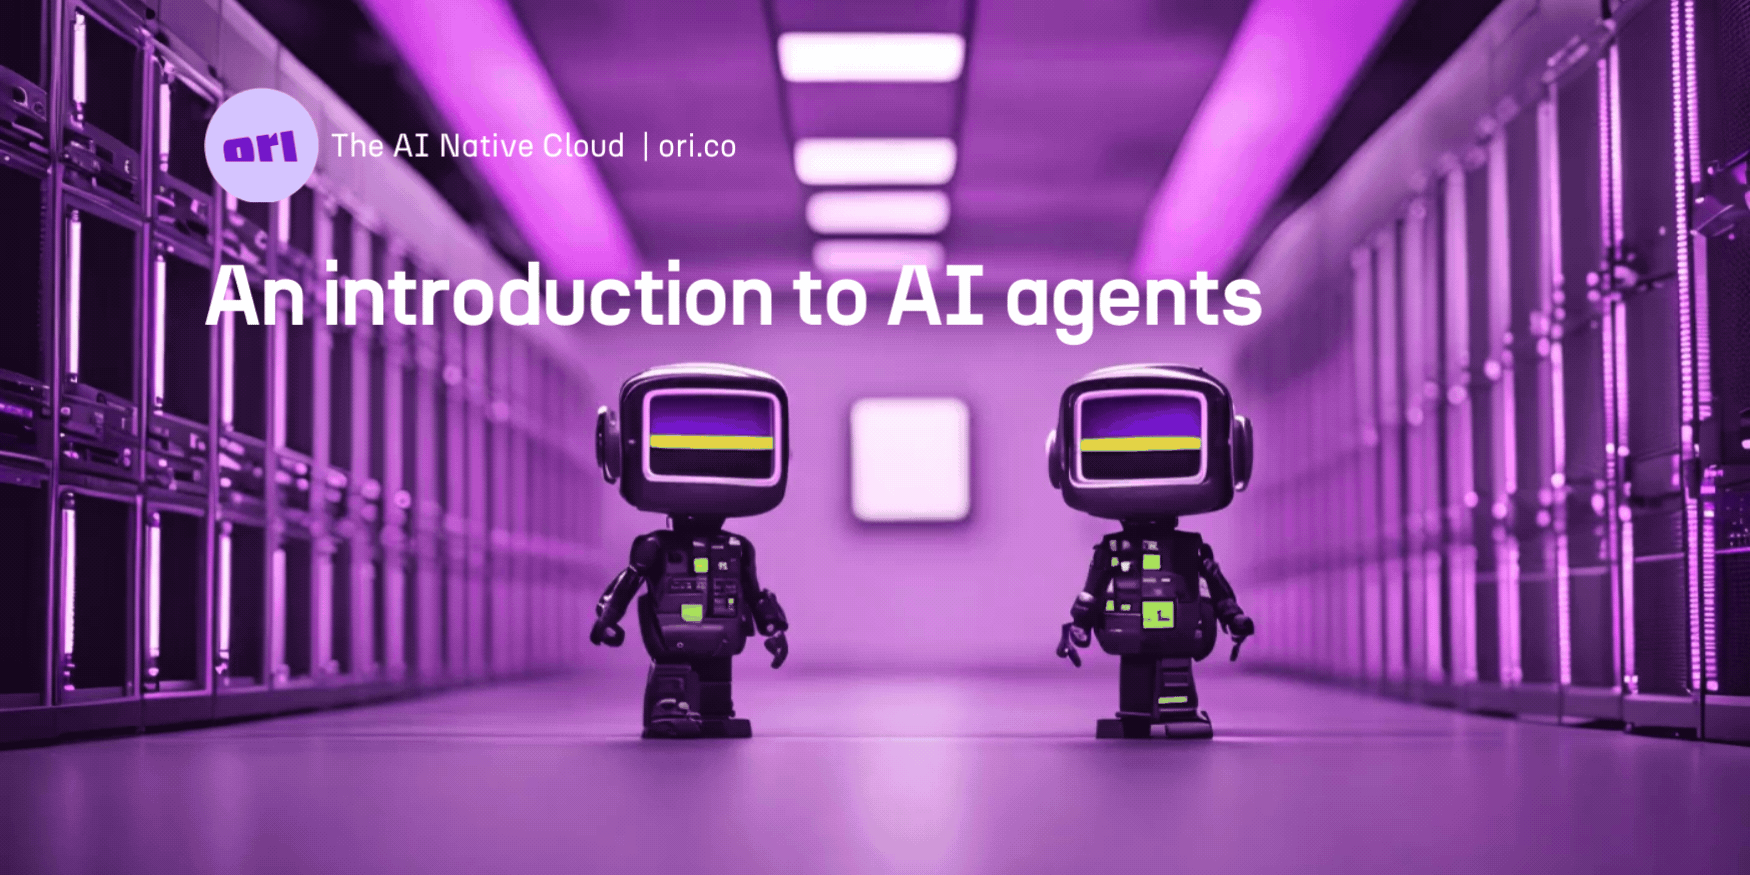 ori The AI Native Cloud | ori.co
An introduction to AI agents